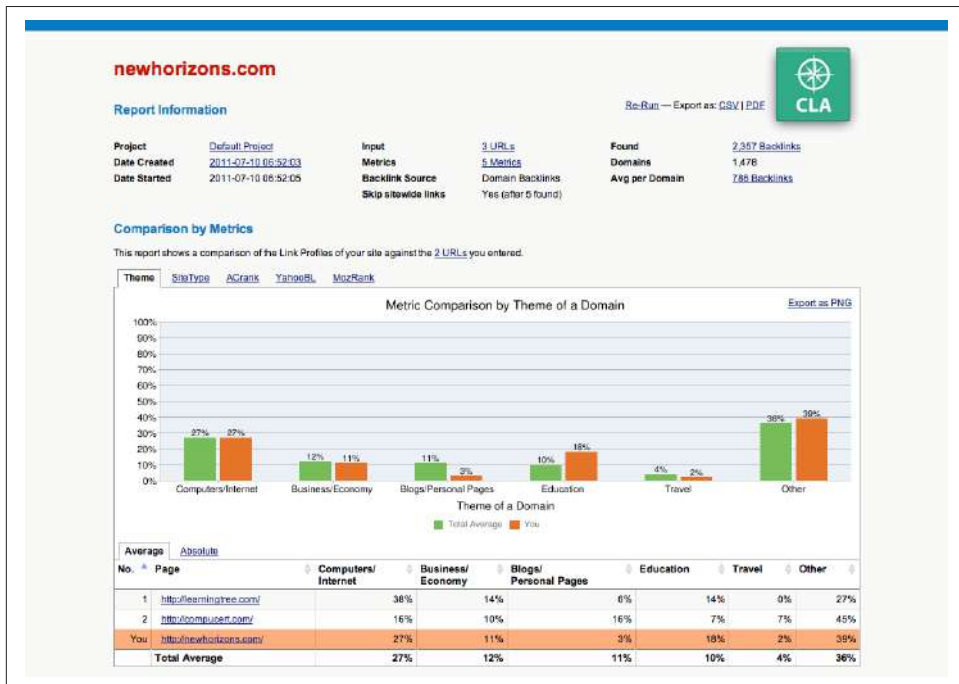 newhorizons.com
CLA
Report Information
Re-Run — Export as: CSV | PDF
Project Default Project Input 3 URLs Found 2,357 Backlinks
Date Created 2011-07-10 06:52:03 Metrics 5 Metrics Domains 1,478
Date Started 2011-07-10 06:52:05 Backlink Source Domain Backlinks Avg per Domain 786 Backlinks
Skip sitewide links Yes (after 5 found)
Comparison by Metrics
This report shows a comparison of the Link Profiles of your site against the 2 URLs you entered.
Theme SiteType ACrank YahooBL MozRank
Metric Comparison by Theme of a Domain Export as PNG
100%
90%
80%
70%
60%
50%
40%
30%
20%
10%
0%
27% 27% 12% 11% 11% 3% 10% 18% 4% 2% 36% 39%
Computers/Internet Business/Economy Blogs/Personal Pages Education Travel Other
Theme of a Domain
Total Average You
Average Absolute
No. Page Computers/ Internet Business/ Economy Blogs/ Personal Pages Education Travel Other
1 http://learningtree.com/ 38% 14% 6% 14% 0% 27%
2 http://compucert.com/ 16% 10% 16% 7% 7% 45%
You http://newhorizons.com/ 27% 11% 3% 18% 2% 39%
Total Average 27% 12% 11% 10% 4% 36%